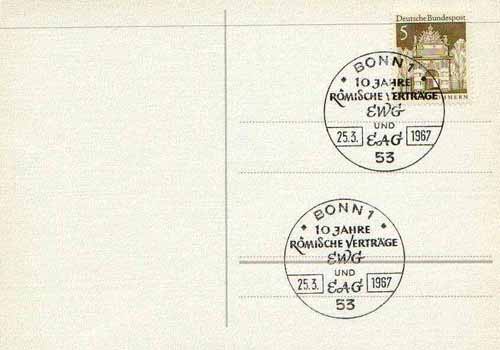 Deutsche Bundespost
5
BONN 1
10 JAHRE
RÖMISCHE VERTRÄGE
EWG
UND
25.3. EAG 1967
53
BONN 1
10 JAHRE
RÖMISCHE VERTRÄGE
EWG
UND
25.3. EAG 1967
53